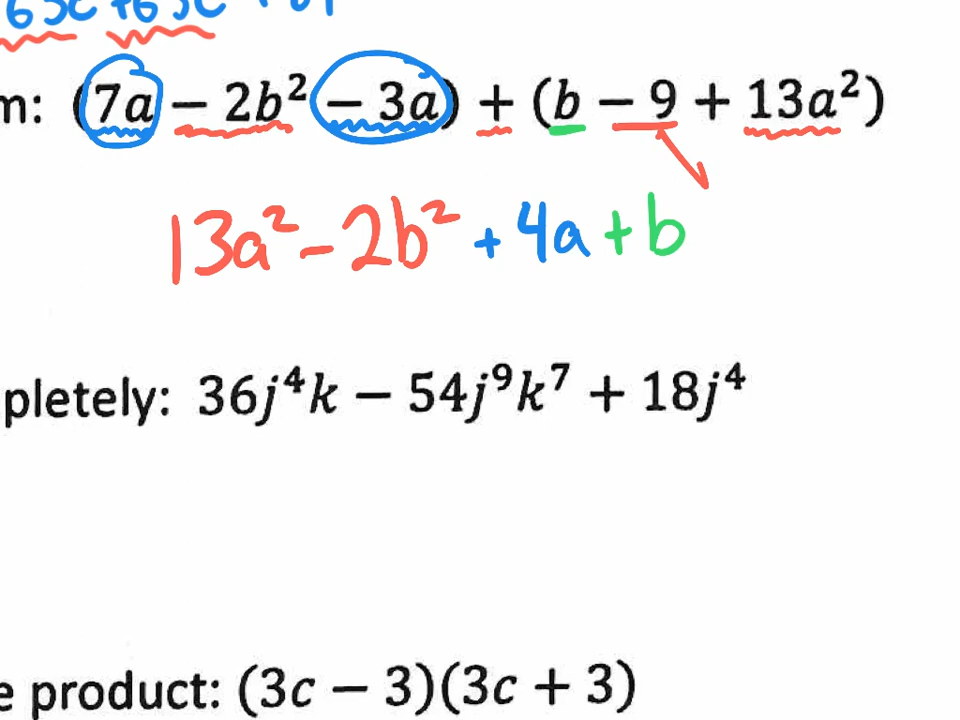 m: (7a − 2b² − 3a) + (b − 9 + 13a²)
13a² − 2b² + 4a + b
pletely: 36j⁴k − 54j⁹k⁷ + 18j⁴
e product: (3c − 3)(3c + 3)